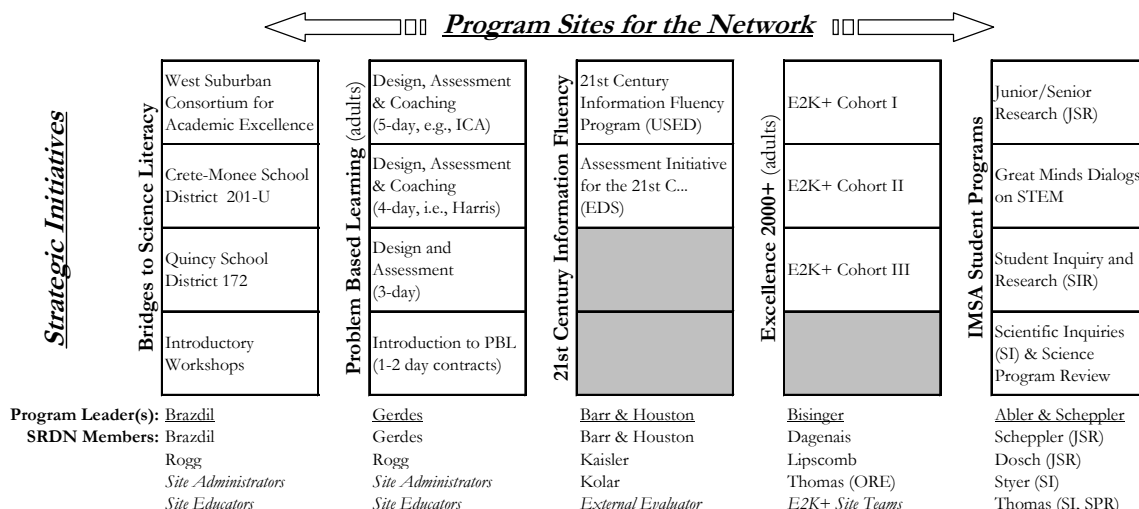 Program Sites for the Network
Strategic Initiatives
Bridges to Science Literacy
West Suburban
Consortium for
Academic Excellence
Crete-Monee School
District 201-U
Quincy School
District 172
Introductory
Workshops
Problem Based Learning (adults)
Design, Assessment
& Coaching
(5-day, e.g., ICA)
Design, Assessment
& Coaching
(4-day, i.e., Harris)
Design and
Assessment
(3-day)
Introduction to PBL
(1-2 day contracts)
21st Century Information Fluency
21st Century
Information Fluency
Program (USED)
Assessment Initiative
for the 21st C...
(EDS)
Excellence 2000+ (adults)
E2K+ Cohort I
E2K+ Cohort II
E2K+ Cohort III
IMSA Student Programs
Junior/Senior
Research (JSR)
Great Minds Dialogs
on STEM
Student Inquiry and
Research (SIR)
Scientific Inquiries
(SI) & Science
Program Review
Program Leader(s): Brazdil Gerdes Barr & Houston Bisinger Abler & Scheppler
SRDN Members: Brazdil Gerdes Barr & Houston Dagenais Scheppler (JSR)
Rogg Rogg Kaisler Lipscomb Dosch (JSR)
Site Administrators Site Administrators Kolar Thomas (ORE) Styer (SI)
Site Educators Site Educators External Evaluator E2K+ Site Teams Thomas (SI, SPR)